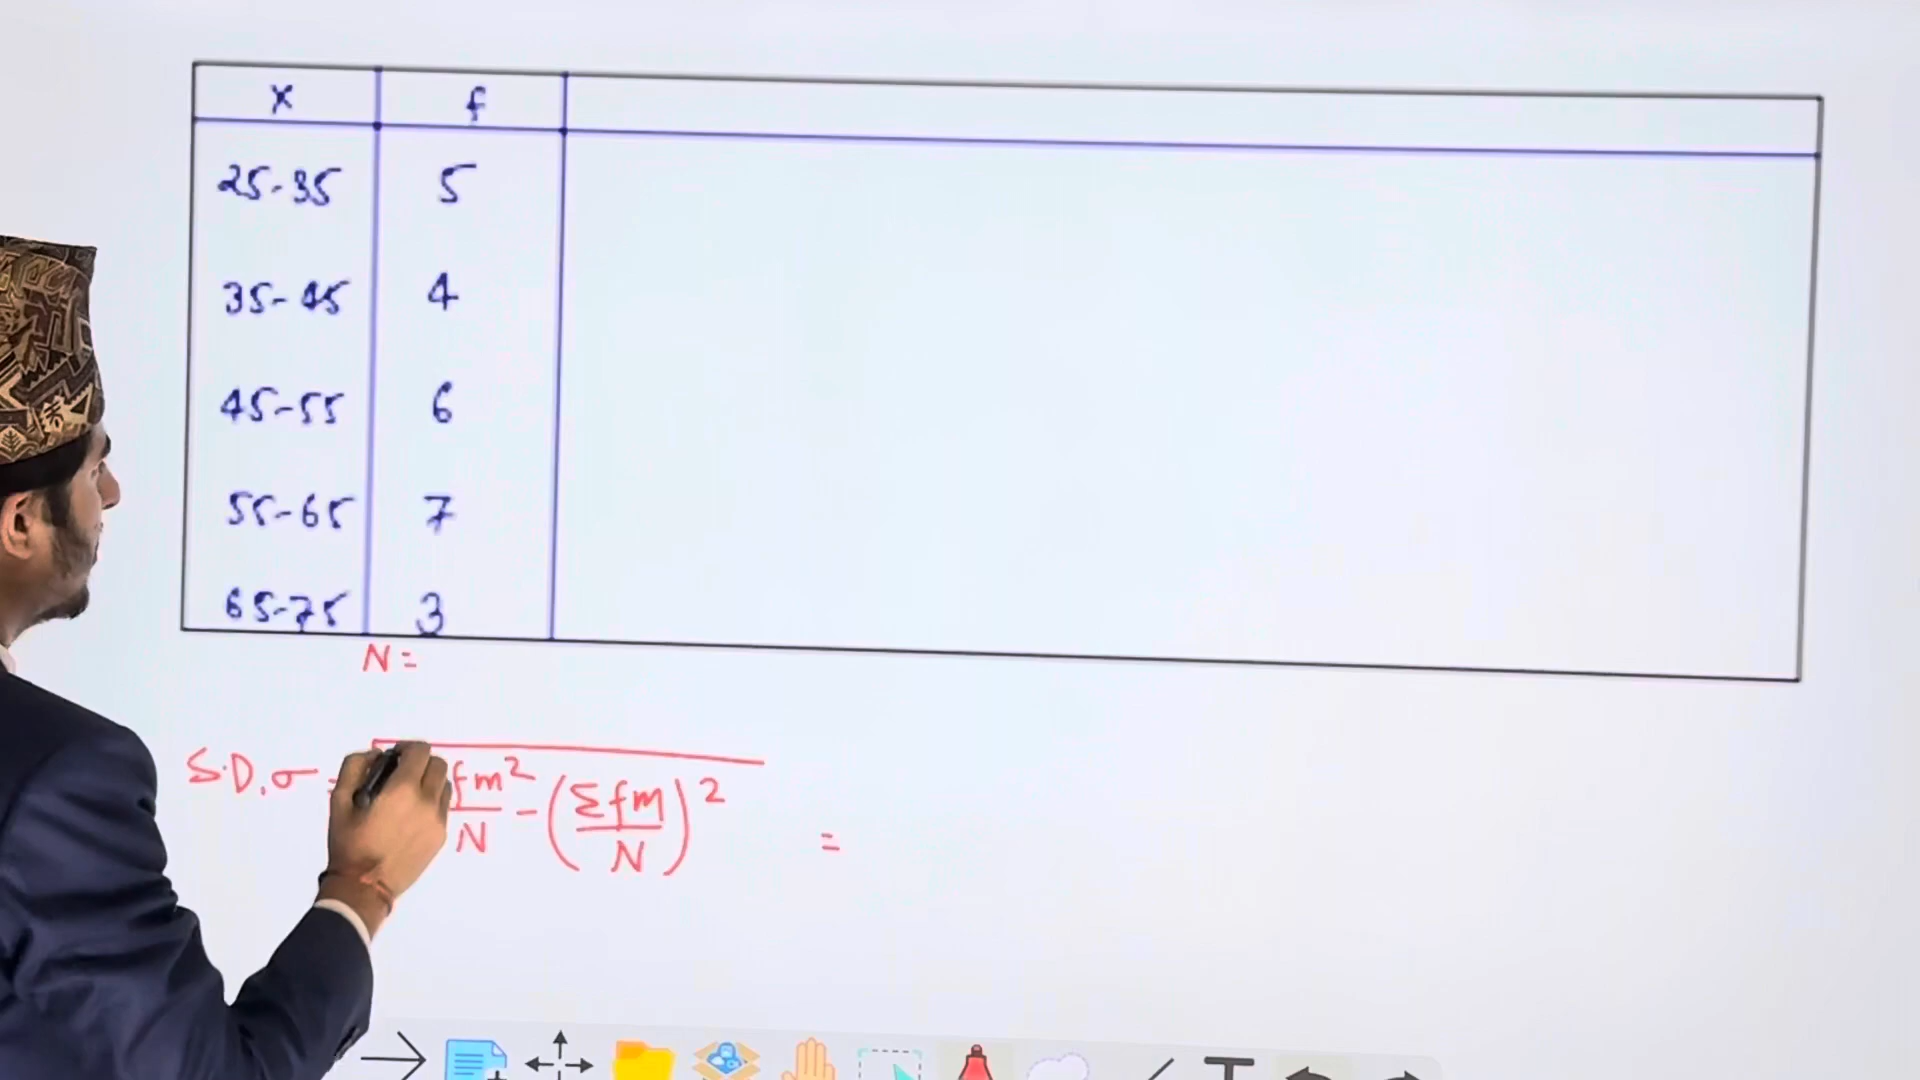 x f
25-35 5
35-45 4
45-55 6
55-65 7
65-75 3
N =
S.D. σ = √ fm²/N - (Σfm/N)² =